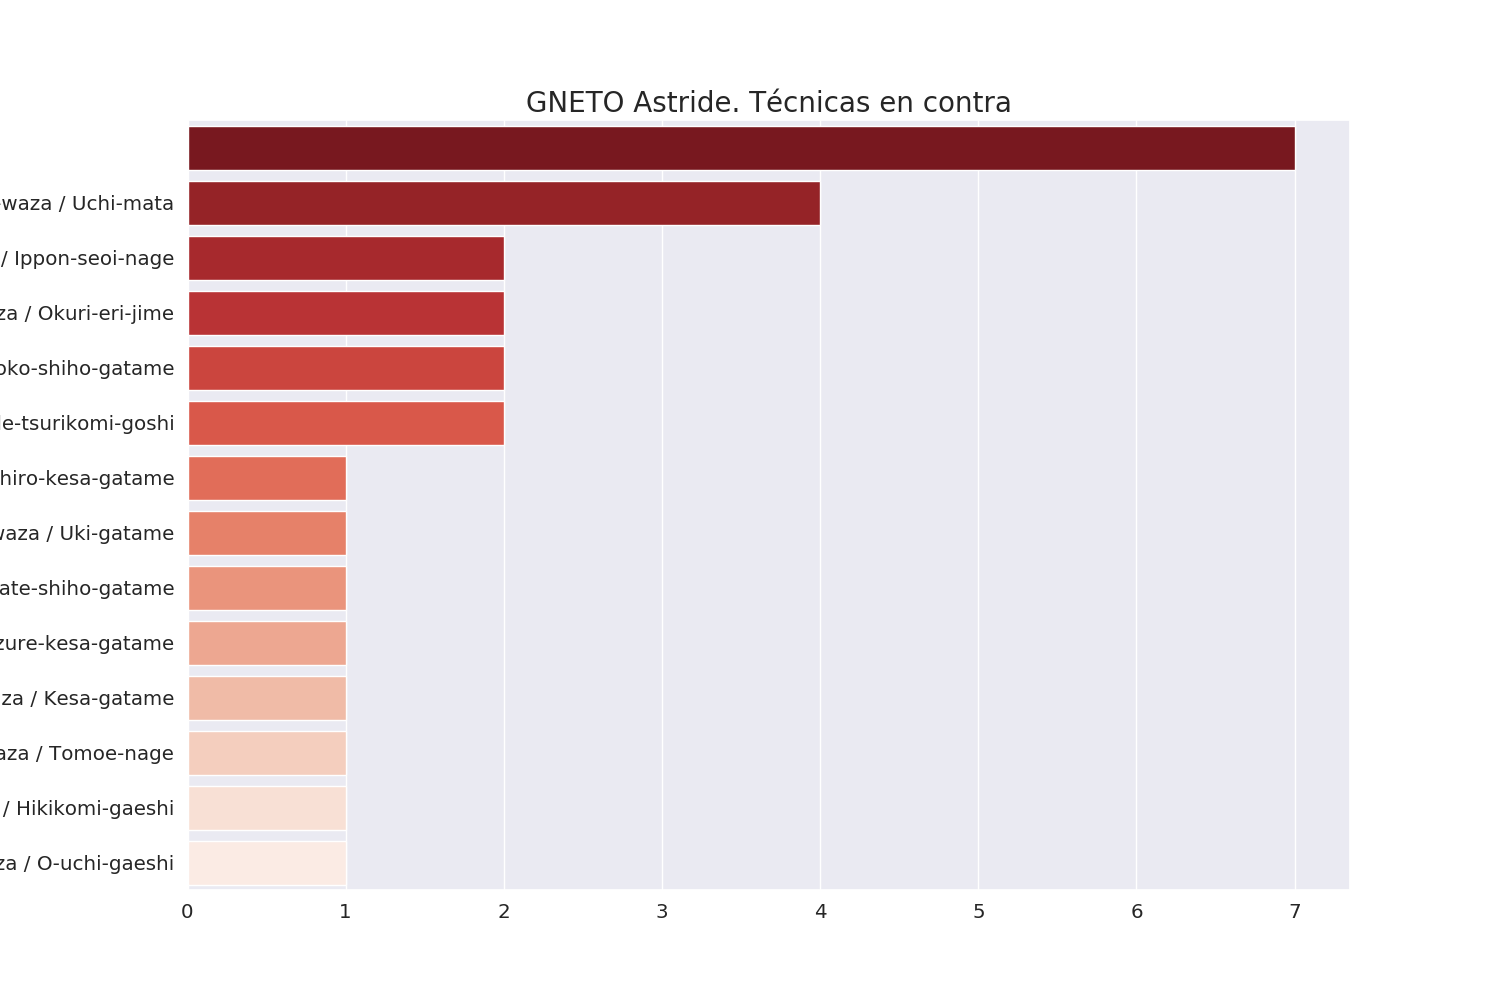 GNETO Astride. Técnicas en contra
waza / Uchi-mata
/ Ippon-seoi-nage
za / Okuri-eri-jime
oko-shiho-gatame
e-tsurikomi-goshi
hiro-kesa-gatame
waza / Uki-gatame
ate-shiho-gatame
zure-kesa-gatame
za / Kesa-gatame
aza / Tomoe-nage
/ Hikikomi-gaeshi
za / O-uchi-gaeshi
0 1 2 3 4 5 6 7